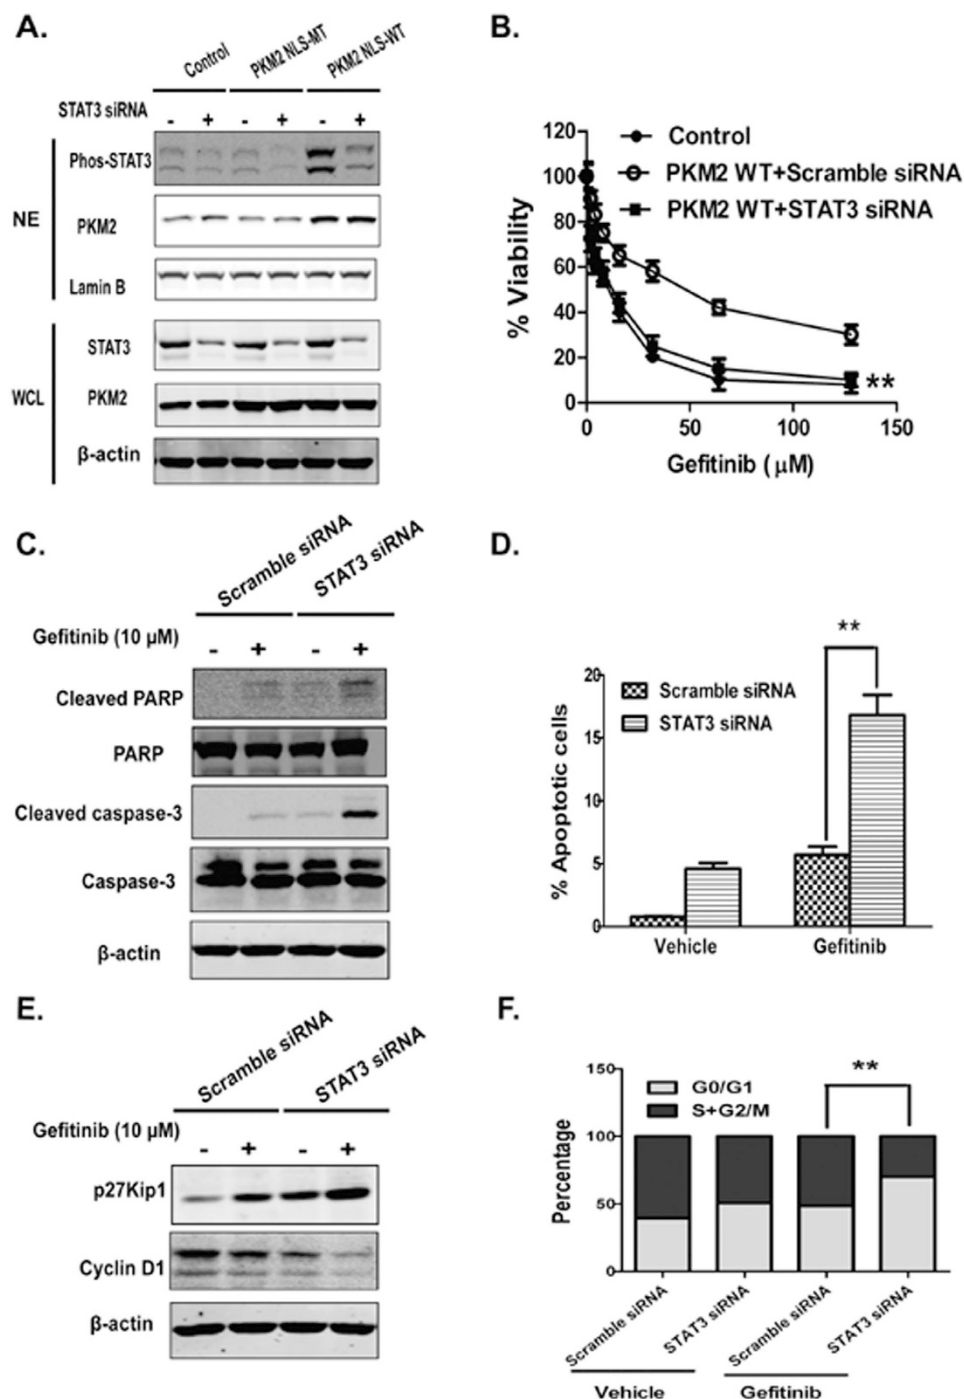 A.
Control
PKM2 NLS-MT
PKM2 NLS-WT
STAT3 siRNA
- + - + - +
NE
Phos-STAT3
PKM2
Lamin B
WCL
STAT3
PKM2
β-actin
B.
Control
PKM2 WT+Scramble siRNA
PKM2 WT+STAT3 siRNA
% Viability
120
100
80
60
40
20
0
**
0 50 100 150
Gefitinib ( μM)
C.
Scramble siRNA
STAT3 siRNA
Gefitinib (10 μM)
- + - +
Cleaved PARP
PARP
Cleaved caspase-3
Caspase-3
β-actin
D.
**
Scramble siRNA
STAT3 siRNA
% Apoptotic cells
20
15
10
5
0
Vehicle Gefitinib
E.
Scramble siRNA
STAT3 siRNA
Gefitinib (10 μM)
- + - +
p27Kip1
Cyclin D1
β-actin
F.
**
G0/G1
S+G2/M
Percentage
150
100
50
0
Scramble siRNA
STAT3 siRNA
Scramble siRNA
STAT3 siRNA
Vehicle Gefitinib